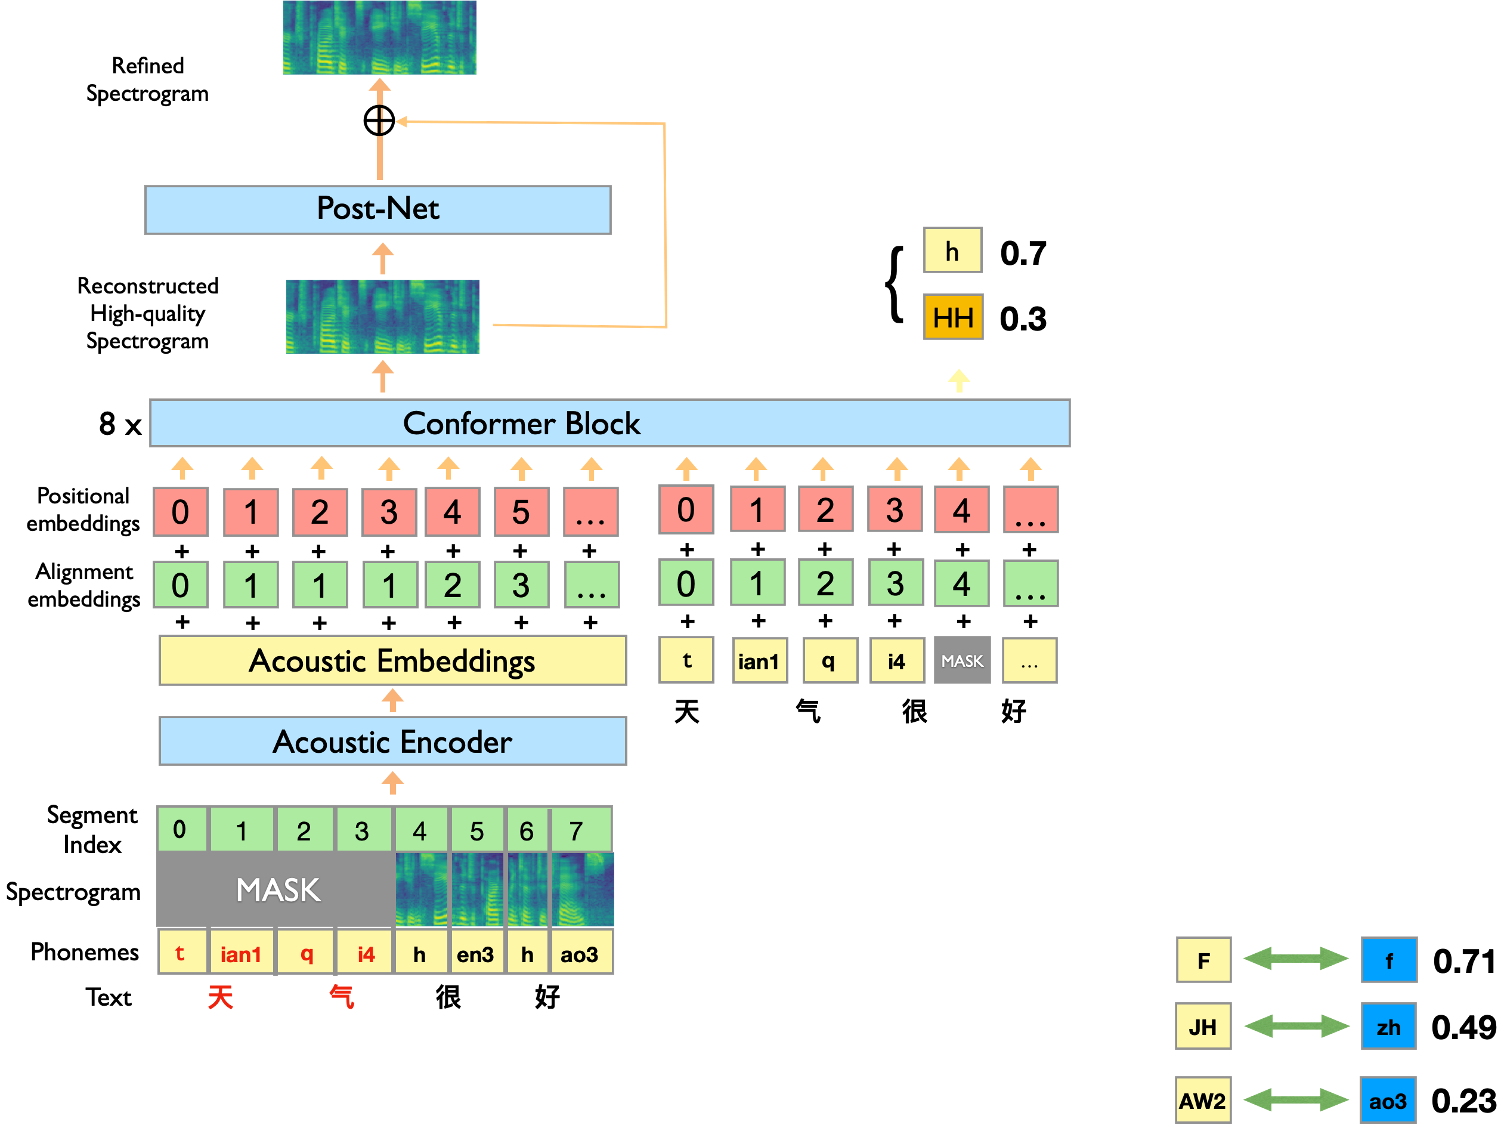 Refined
Spectrogram
Post-Net
Reconstructed
High-quality
Spectrogram
h 0.7
{
HH 0.3
8 x Conformer Block
Positional
embeddings
0 1 2 3 4 5 ... 0 1 2 3 4 ...
+ + + + + + + + + + + + +
Alignment
embeddings
0 1 1 1 2 3 ... 0 1 2 3 4 ...
+ + + + + + + + + + + + +
Acoustic Embeddings
t ian1 q i4 MASK ...
天 气 很 好
Acoustic Encoder
Segment
Index
0 1 2 3 4 5 6 7
Spectrogram MASK
Phonemes t ian1 q i4 h en3 h ao3
Text 天 气 很 好
F f 0.71
JH zh 0.49
AW2 ao3 0.23